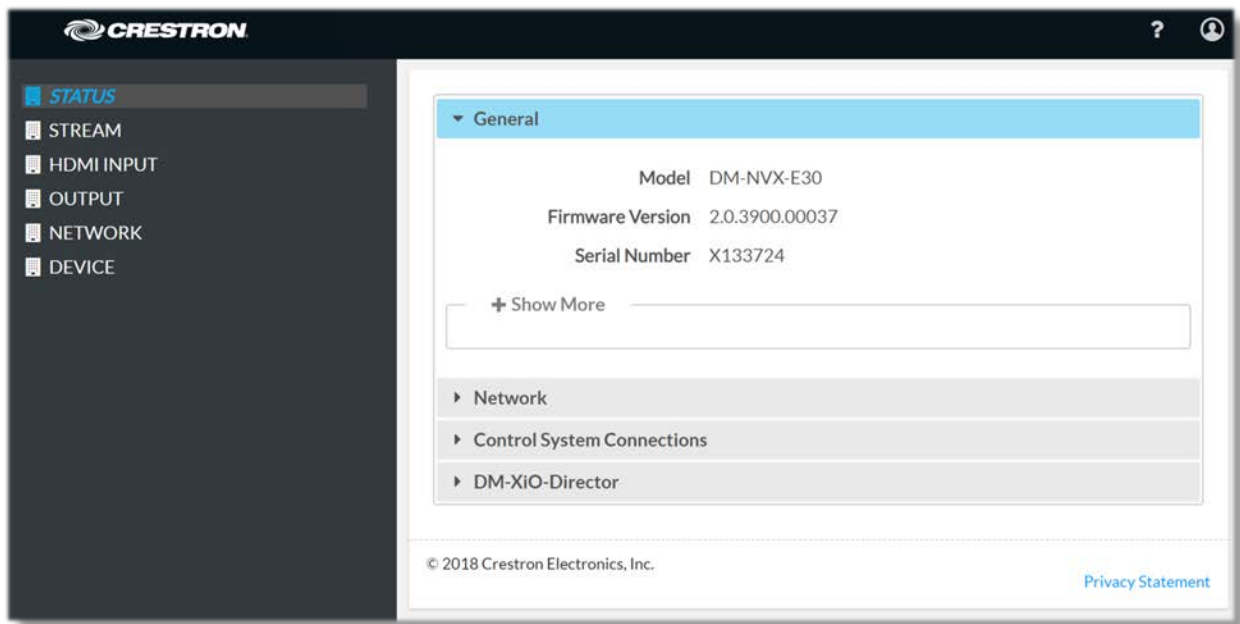 CRESTRON
?
STATUS
STREAM
HDMI INPUT
OUTPUT
NETWORK
DEVICE
General
Model DM-NVX-E30
Firmware Version 2.0.3900.00037
Serial Number X133724
+ Show More
Network
Control System Connections
DM-XiO-Director
© 2018 Crestron Electronics, Inc.
Privacy Statement